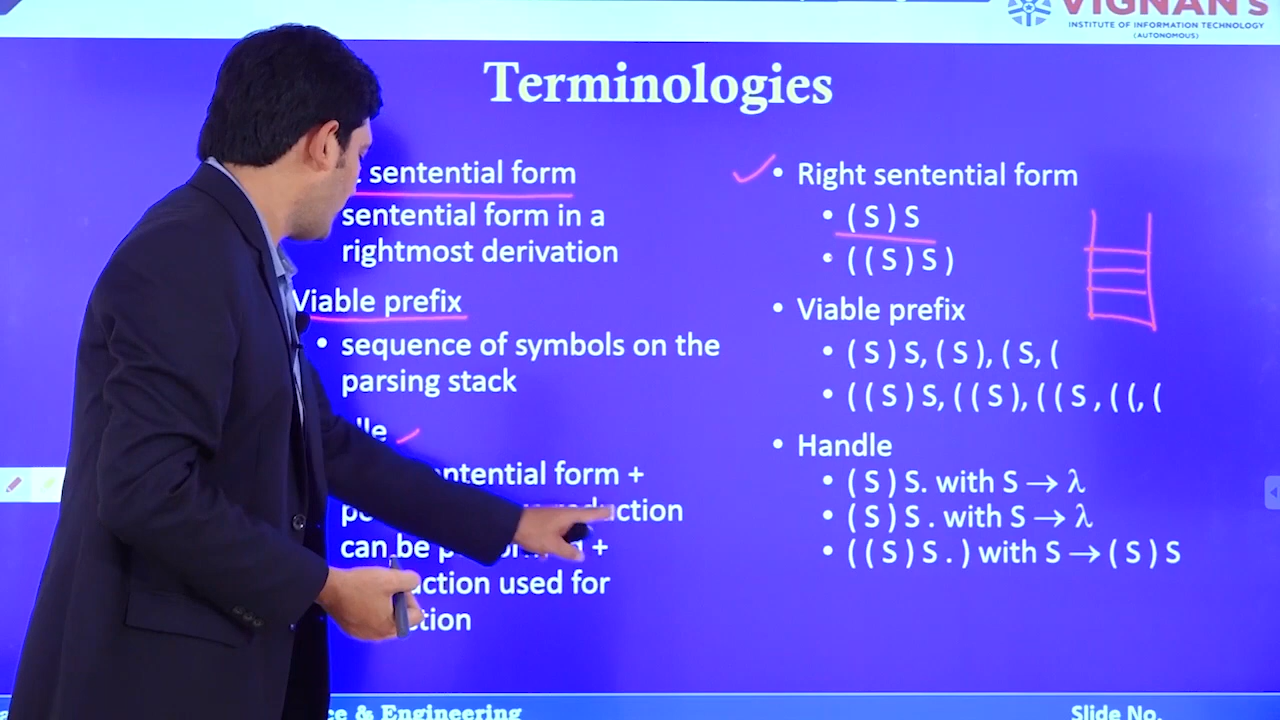 VIGNAN's
INSTITUTE OF INFORMATION TECHNOLOGY
(AUTONOMOUS)
Terminologies
sentential form
sentential form in a
rightmost derivation
Viable prefix
• sequence of symbols on the
parsing stack
form +
can be +
used for
• Right sentential form
• ( S ) S
• ( ( S ) S )
• Viable prefix
• ( S ) S, ( S ), ( S, (
• ( ( S ) S, ( ( S ), ( ( S , ( (, (
• Handle
• ( S ) S. with S → λ
• ( S ) S . with S → λ
• ( ( S ) S . ) with S → ( S ) S
& Engineering
Slide No.